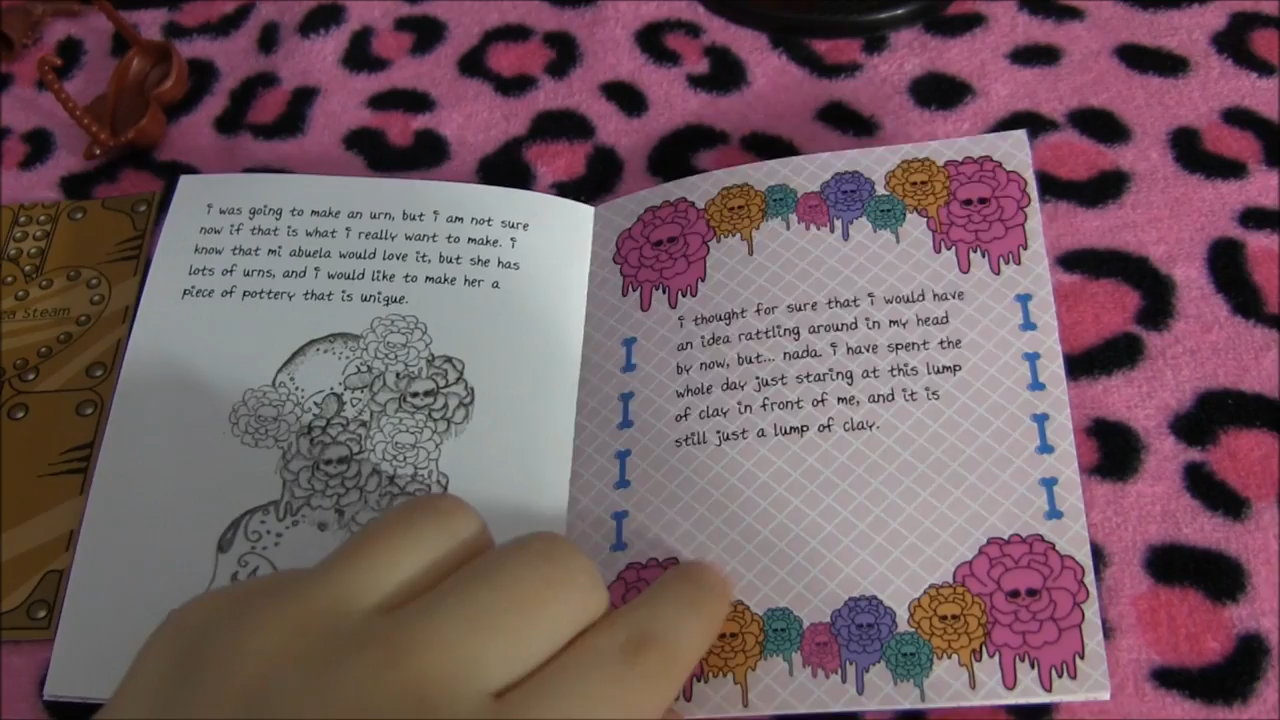 i was going to make an urn, but i am not sure
now if that is what i really want to make. i
know that mi abuela would love it, but she has
lots of urns, and i would like to make her a
piece of pottery that is unique.
i thought for sure that i would have
an idea rattling around in my head
by now, but... nada. i have spent the
whole day just staring at this lump
of clay in front of me, and it is
still just a lump of clay.
Steam